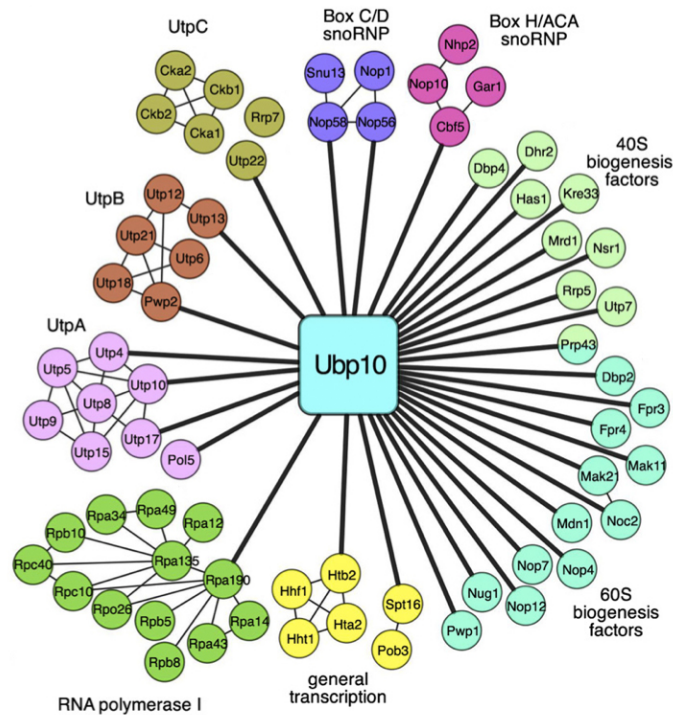 UtpC
Box C/D
snoRNP
Box H/ACA
snoRNP
Cka2
Ckb1
Ckb2
Cka1
Rrp7
Utp22
Snu13
Nop1
Nop58
Nop56
Nhp2
Nop10
Gar1
Cbf5
40S
biogenesis
factors
Dbp4
Dhr2
Has1
Kre33
Mrd1
Nsr1
Rrp5
Utp7
Prp43
UtpB
Utp12
Utp13
Utp21
Utp6
Utp18
Pwp2
Ubp10
UtpA
Utp4
Utp5
Utp10
Utp8
Utp9
Utp17
Utp15
Pol5
Dbp2
Fpr3
Fpr4
Mak11
Mak21
Noc2
Mdn1
Nop4
Nop7
Nop12
Nug1
Pwp1
60S
biogenesis
factors
Rpa49
Rpa34
Rpa12
Rpb10
Rpa135
Rpc40
Rpa190
Rpc10
Rpo26
Rpb5
Rpa14
Rpa43
Rpb8
RNA polymerase I
Htb2
Hhf1
Hta2
Hht1
Spt16
Pob3
general
transcription